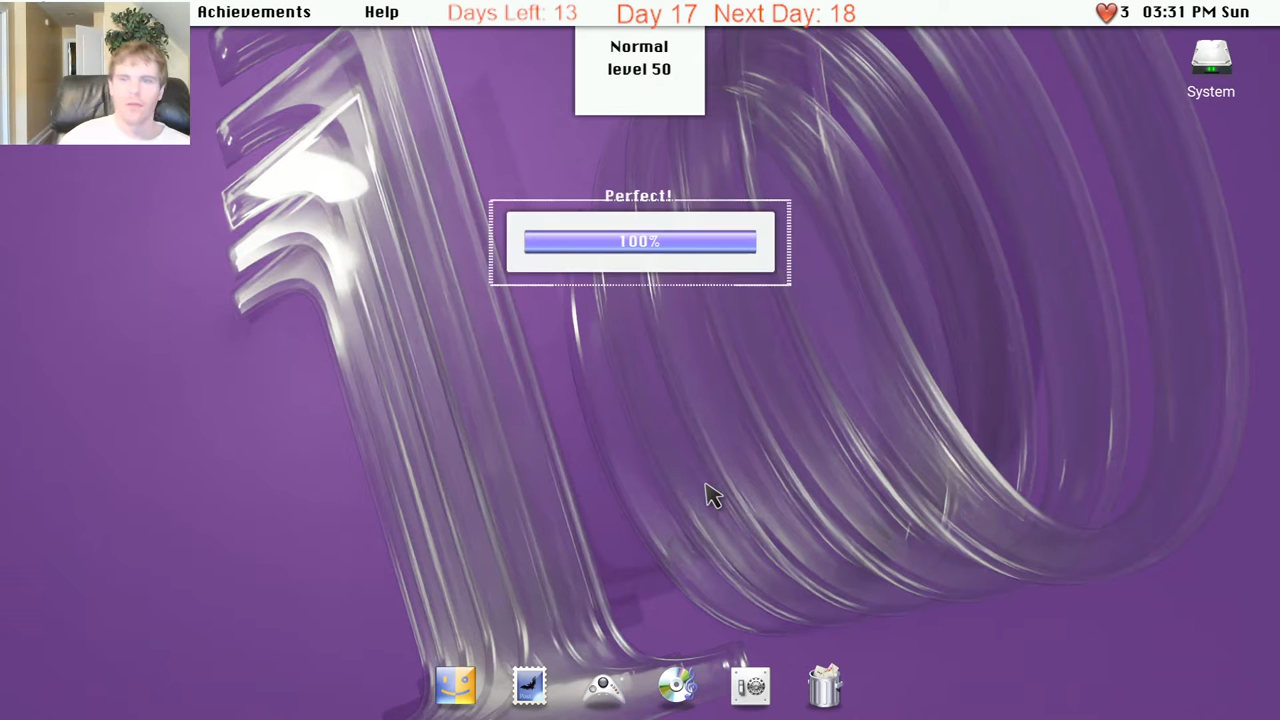 Achievements Help Days Left: 13 Day 17 Next Day: 18 3 03:31 PM Sun
Normal
level 50
System
Perfect!
100%